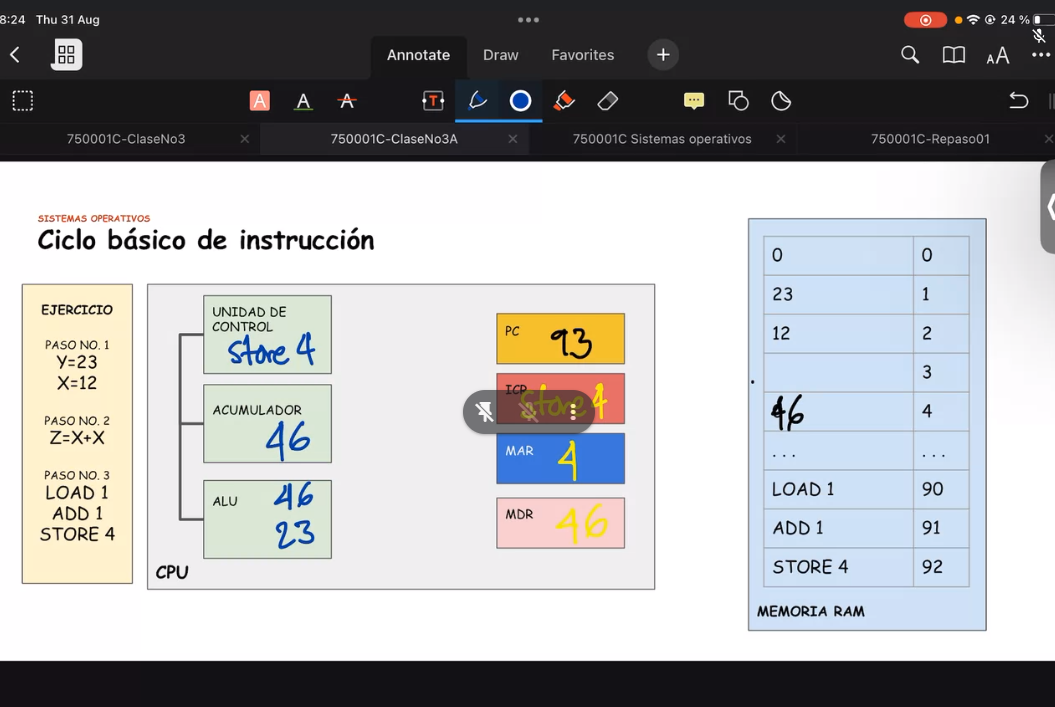 8:24 Thu 31 Aug
24 %
Annotate Draw Favorites
AA
A A A T
750001C-ClaseNo3 × 750001C-ClaseNo3A × 750001C Sistemas operativos × 750001C-Repaso01 ×
SISTEMAS OPERATIVOS
Ciclo básico de instrucción
EJERCICIO
PASO NO. 1
Y=23
X=12
PASO NO. 2
Z=X+X
PASO NO. 3
LOAD 1
ADD 1
STORE 4
UNIDAD DE
CONTROL
store 4
ACUMULADOR
46
ALU 46
23
CPU
PC 93
ICP store 4
MAR 4
MDR 46
0 0
23 1
12 2
3
46 4
... ...
LOAD 1 90
ADD 1 91
STORE 4 92
MEMORIA RAM